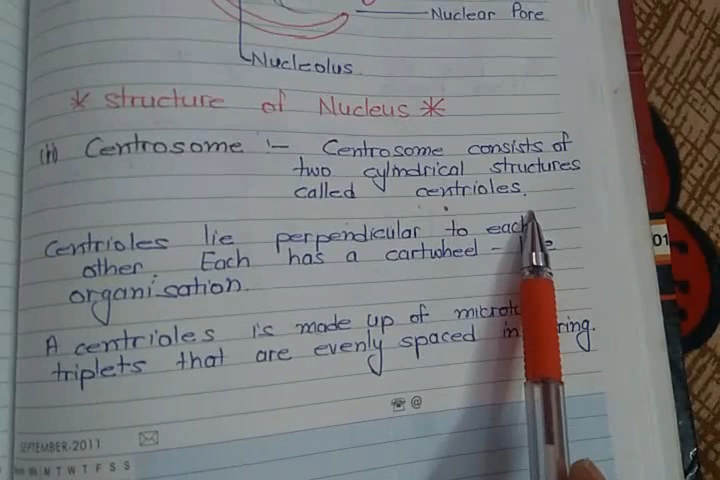 Nuclear Pore
Nucleolus
* Structure of Nucleus *
Centrosome :- Centrosome consists of
two cylindrical structures
called centrioles.
Centrioles lie perpendicular to each
other. Each has a cartwheel -
organisation.
A centrioles is made up of
triplets that are evenly spaced in ring.
SEPTEMBER-2011
M T W T F S S
01